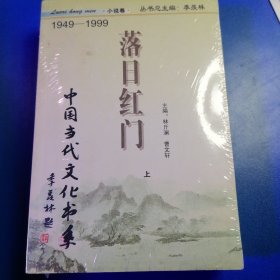 Luori hong men ·小说卷· 丛书总主编：季羡林
1949—1999
落日红门
上
主编 林斤澜 曹文轩
中国当代文化书系
季羡林题